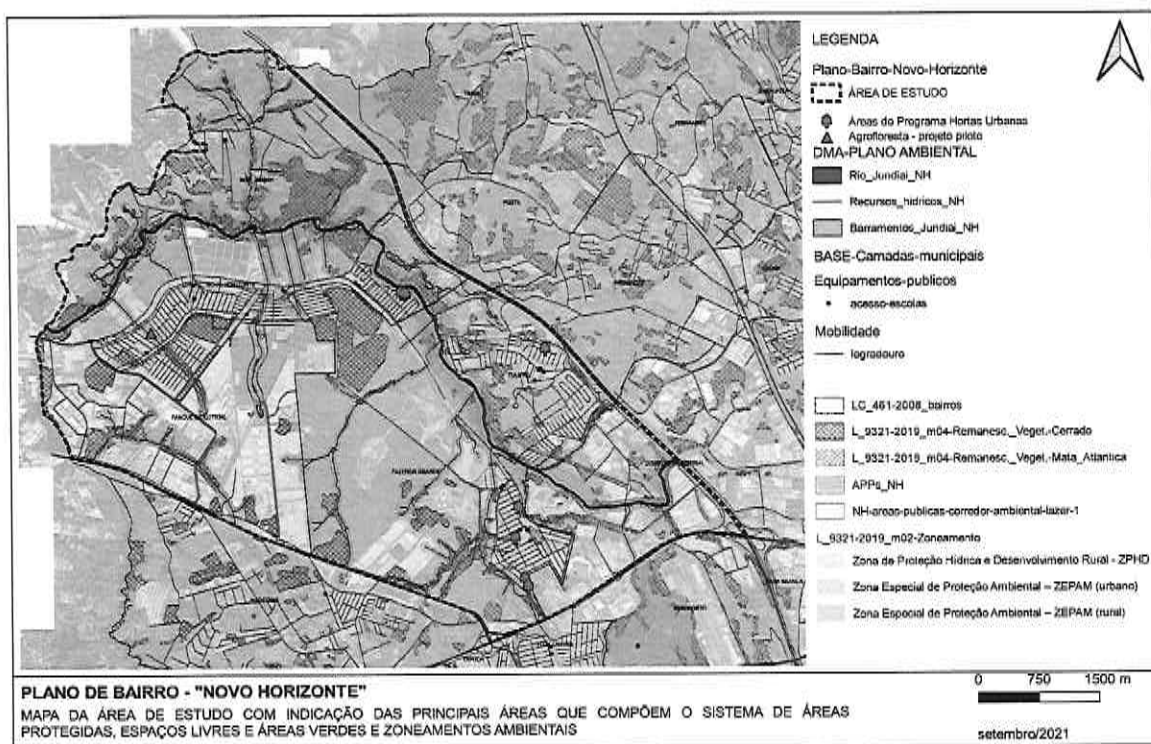 LEGENDA
Plano-Bairro-Novo-Horizonte
ÁREA DE ESTUDO
Áreas do Programa Hortas Urbanas
Agrofloresta - projeto piloto
DMA-PLANO AMBIENTAL
Rio_Jundiaí_NH
Recursos_hídricos_NH
Barramentos_Jundiaí_NH
BASE-Camadas-municipais
Equipamentos-publicos
acesso-escolas
Mobilidade
logradouro
LC_461-2008_bairros
L_9321-2019_m04-Remanesc._Veget.-Cerrado
L_9321-2019_m04-Remanesc._Veget.-Mata_Atlantica
APPs_NH
NH-areas-publicas-corredor-ambiental-lazer-1
L_9321-2019_m02-Zoneamento
Zona de Proteção Hídrica e Desenvolvimento Rural - ZPHD
Zona Especial de Proteção Ambiental – ZEPAM (urbano)
Zona Especial de Proteção Ambiental – ZEPAM (rural)
FAZENDA GRANDE
PLANO DE BAIRRO - "NOVO HORIZONTE"
MAPA DA ÁREA DE ESTUDO COM INDICAÇÃO DAS PRINCIPAIS ÁREAS QUE COMPÕEM O SISTEMA DE ÁREAS
PROTEGIDAS, ESPAÇOS LIVRES E ÁREAS VERDES E ZONEAMENTOS AMBIENTAIS
0 750 1500 m
setembro/2021